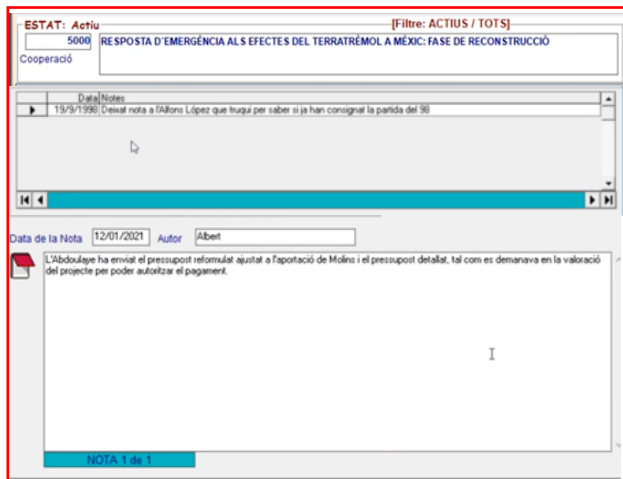 ESTAT: Actiu [Filtre: ACTIUS / TOTS]
5000 RESPOSTA D'EMERGÉNCIA ALS EFECTES DEL TERRATRÉMOL A MÉXIC: FASE DE RECONSTRUCCIÓ
Cooperació
Data Notes
19/9/1998 Deixat nota a l'Alfons López que truqui per saber si ja han consignat la partida del 98
Data de la Nota 12/01/2021 Autor Albert
L'Abdoulaye ha enviat el pressupost reformulat ajustat a l'aportació de Molins i el pressupost detallat, tal com es demanava en la valoració
del projecte per poder autoritzar el pagament.
NOTA 1 de 1